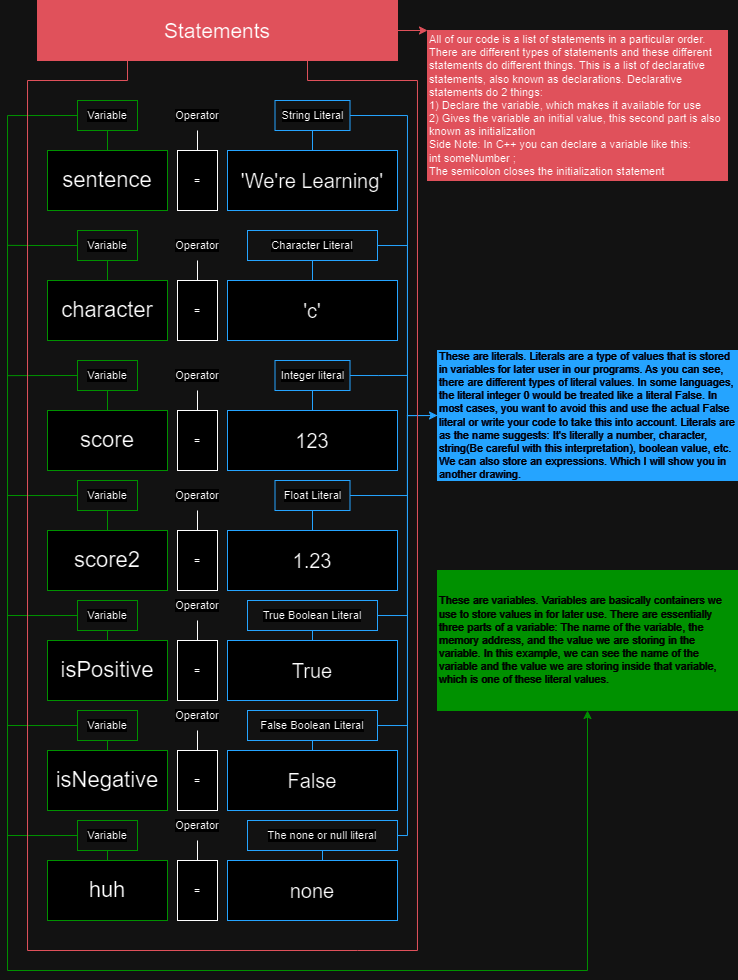 Statements
All of our code is a list of statements in a particular order.
There are different types of statements and these different
statements do different things. This is a list of declarative
statements, also known as declarations. Declarative
statements do 2 things:
1) Declare the variable, which makes it available for use
2) Gives the variable an initial value, this second part is also
known as initialization
Side Note: In C++ you can declare a variable like this:
int someNumber ;
The semicolon closes the initialization statement
Variable Operator String Literal
sentence = 'We're Learning'
Variable Operator Character Literal
character = 'c'
Variable Operator Integer literal
score = 123
These are literals. Literals are a type of values that is stored
in variables for later user in our programs. As you can see,
there are different types of literal values. In some languages,
the literal integer 0 would be treated like a literal False. In
most cases, you want to avoid this and use the actual False
literal or write your code to take this into account. Literals are
as the name suggests: It's literally a number, character,
string(Be careful with this interpretation), boolean value, etc.
We can also store an expressions. Which I will show you in
another drawing.
Variable Operator Float Literal
score2 = 1.23
Variable Operator True Boolean Literal
isPositive = True
These are variables. Variables are basically containers we
use to store values in for later use. There are essentially
three parts of a variable: The name of the variable, the
memory address, and the value we are storing in the
variable. In this example, we can see the name of the
variable and the value we are storing inside that variable,
which is one of these literal values.
Variable Operator False Boolean Literal
isNegative = False
Variable Operator The none or null literal
huh = none